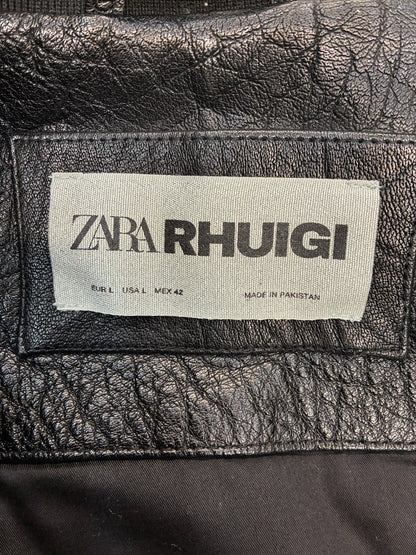 ZARA RHUIGI
EUR L USA L MEX 42 MADE IN PAKISTAN